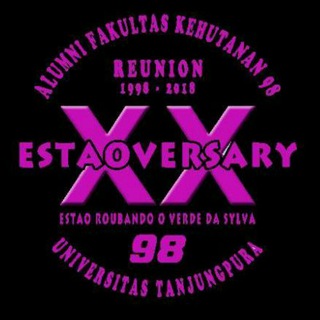 ALUMNI FAKULTAS KEHUTANAN 98
REUNION
1998 - 2018
XX
ESTAOVERSARY
ESTAO ROUBANDO O VERDE DA SYLVA
98
UNIVERSITAS TANJUNGPURA